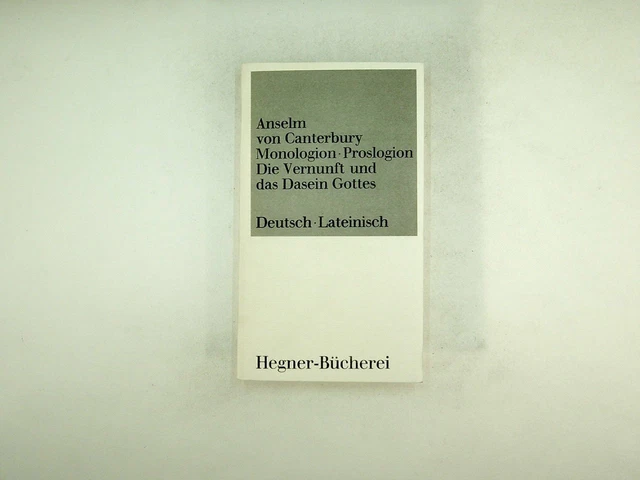 Anselm
von Canterbury
Monologion · Proslogion
Die Vernunft und
das Dasein Gottes
Deutsch · Lateinisch
Hegner-Bücherei